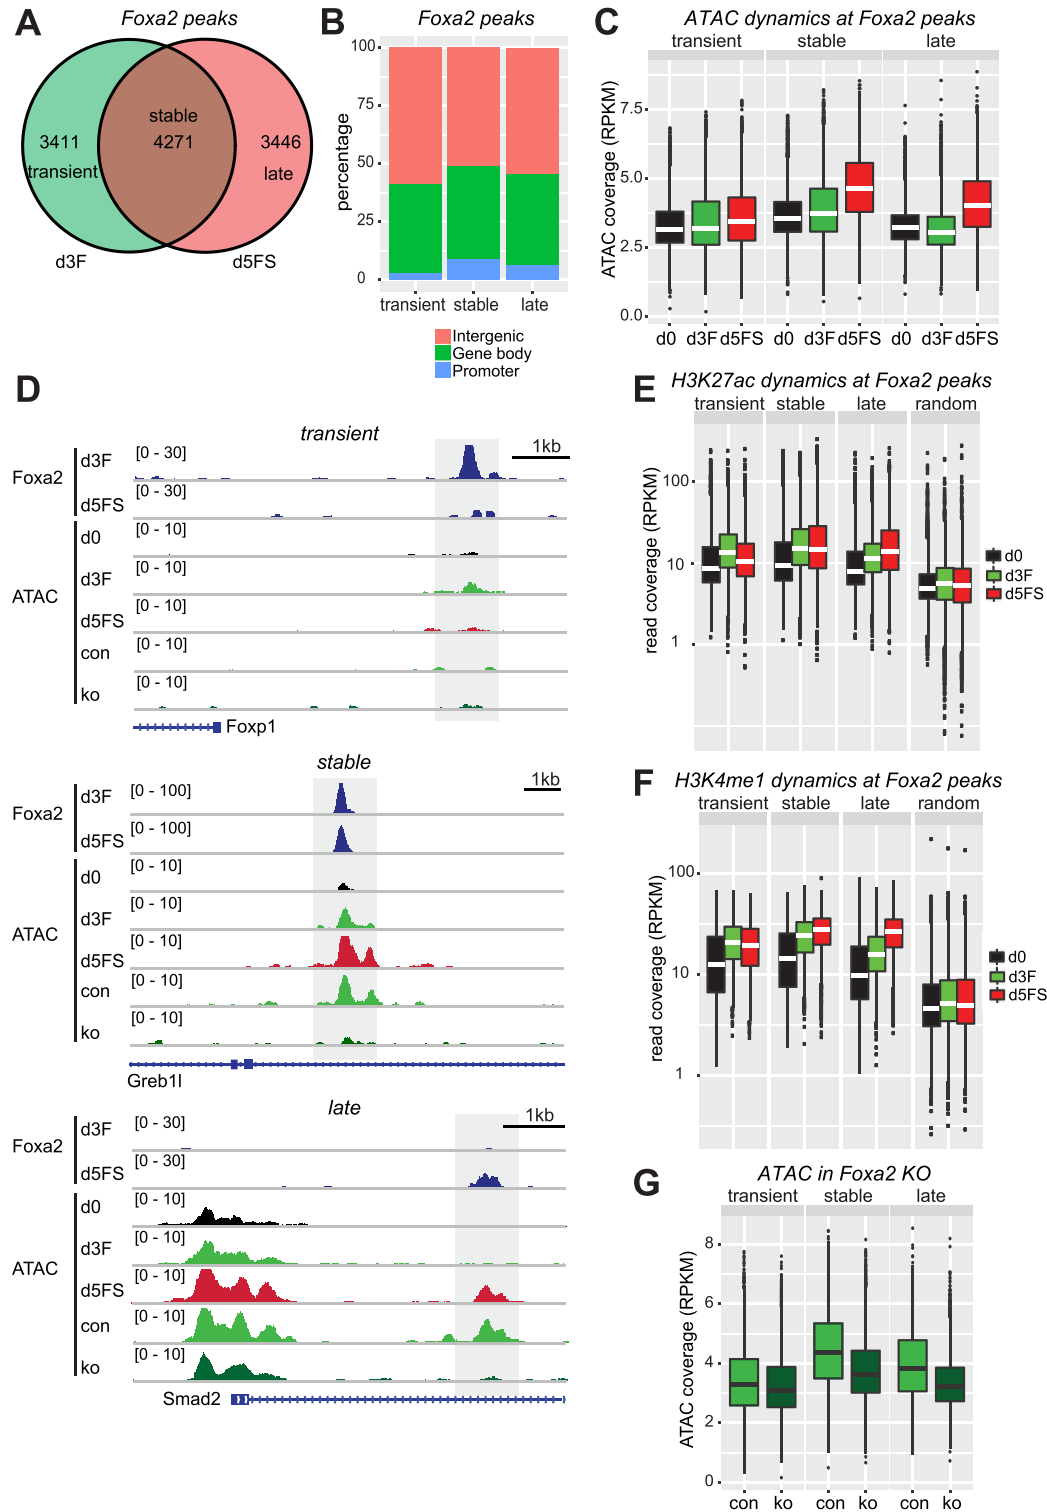 A
Foxa2 peaks
3411
transient
stable
4271
3446
late
d3F
d5FS
B
Foxa2 peaks
percentage
100
75
50
25
0
transient stable late
Intergenic
Gene body
Promoter
C
ATAC dynamics at Foxa2 peaks
transient stable late
ATAC coverage (RPKM)
7.5
5.0
2.5
0.0
d0 d3F d5FS d0 d3F d5FS d0 d3F d5FS
D
transient
1kb
Foxa2
d3F [0 - 30]
d5FS [0 - 30]
ATAC
d0 [0 - 10]
d3F [0 - 10]
d5FS [0 - 10]
con [0 - 10]
ko [0 - 10]
Foxp1
stable
1kb
Foxa2
d3F [0 - 100]
d5FS [0 - 100]
ATAC
d0 [0 - 10]
d3F [0 - 10]
d5FS [0 - 10]
con [0 - 10]
ko [0 - 10]
Greb1l
late
1kb
Foxa2
d3F [0 - 30]
d5FS [0 - 30]
ATAC
d0 [0 - 10]
d3F [0 - 10]
d5FS [0 - 10]
con [0 - 10]
ko [0 - 10]
Smad2
E
H3K27ac dynamics at Foxa2 peaks
transient stable late random
read coverage (RPKM)
100
10
1
d0
d3F
d5FS
F
H3K4me1 dynamics at Foxa2 peaks
transient stable late random
read coverage (RPKM)
100
10
1
d0
d3F
d5FS
G
ATAC in Foxa2 KO
transient stable late
ATAC coverage (RPKM)
8
6
4
2
0
con ko con ko con ko